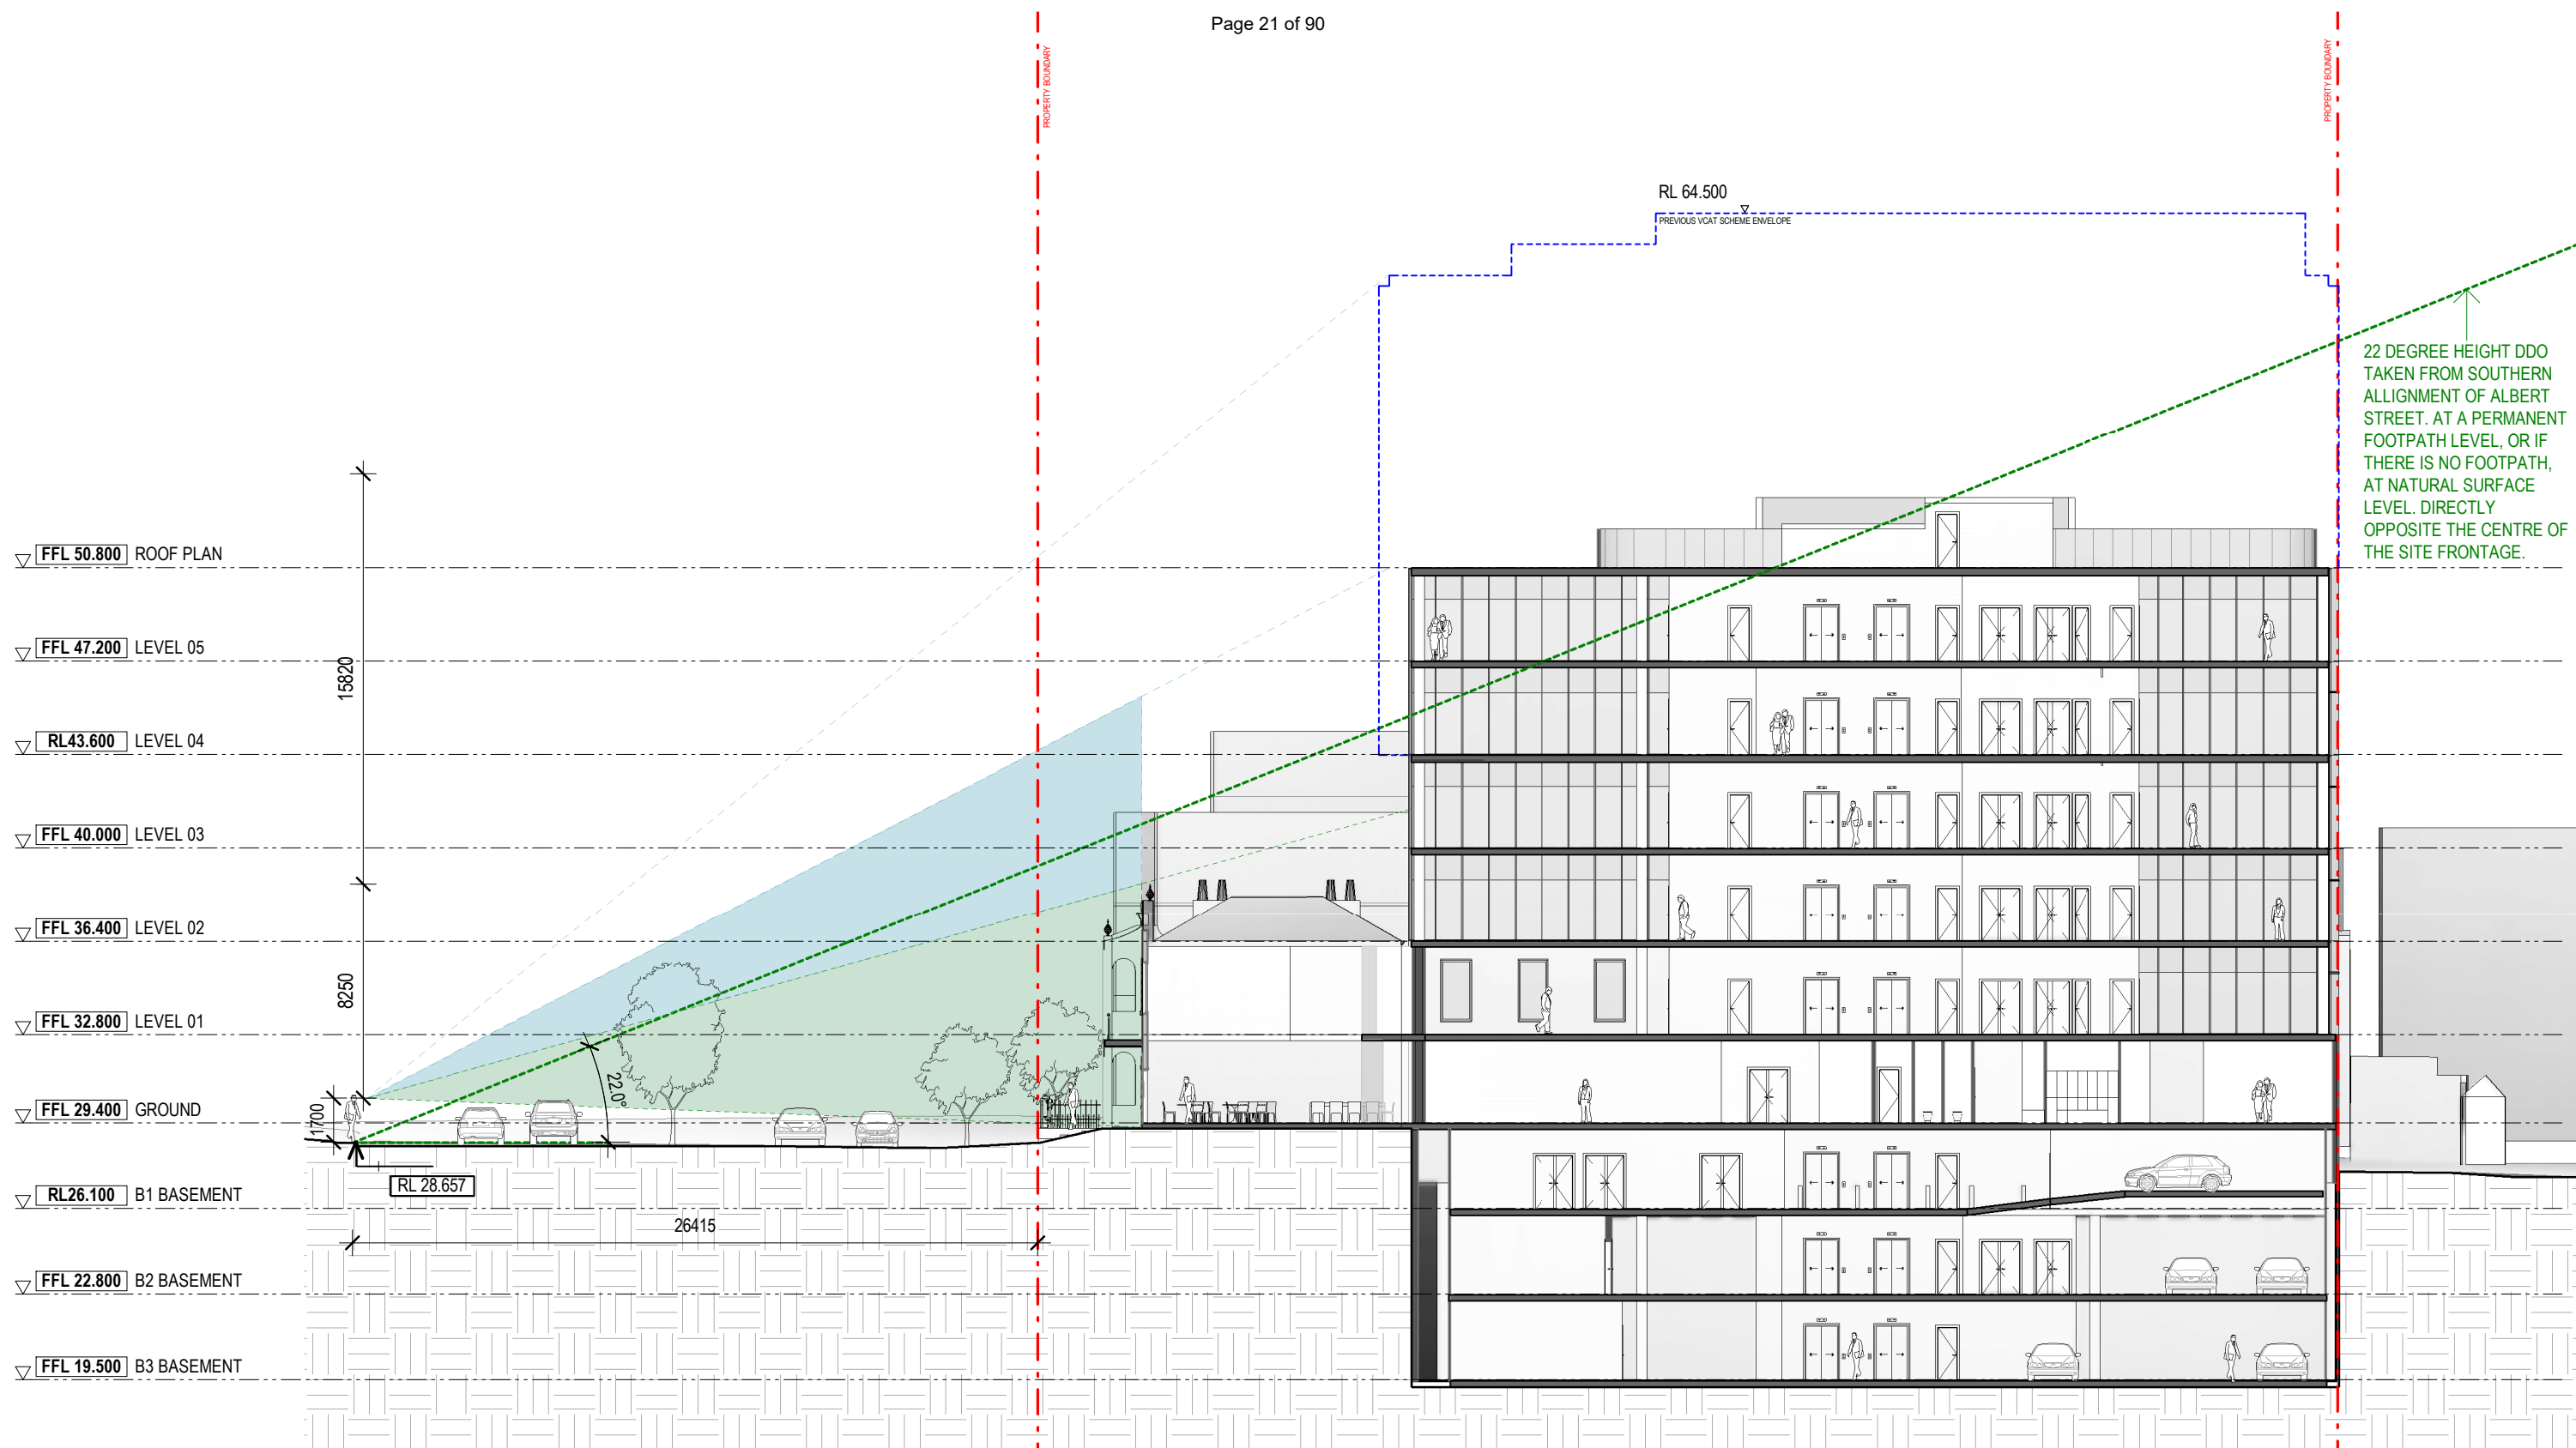 Page 21 of 90
PROPERTY BOUNDARY
PROPERTY BOUNDARY
RL 64.500
PREVIOUS VCAT SCHEME ENVELOPE
22 DEGREE HEIGHT DDO
TAKEN FROM SOUTHERN
ALLIGNMENT OF ALBERT
STREET. AT A PERMANENT
FOOTPATH LEVEL, OR IF
THERE IS NO FOOTPATH,
AT NATURAL SURFACE
LEVEL. DIRECTLY
OPPOSITE THE CENTRE OF
THE SITE FRONTAGE.
FFL 50.800 ROOF PLAN
FFL 47.200 LEVEL 05
15820
RL43.600 LEVEL 04
FFL 40.000 LEVEL 03
FFL 36.400 LEVEL 02
8250
FFL 32.800 LEVEL 01
22.0°
FFL 29.400 GROUND
1700
RL 28.657
RL26.100 B1 BASEMENT
26415
FFL 22.800 B2 BASEMENT
FFL 19.500 B3 BASEMENT